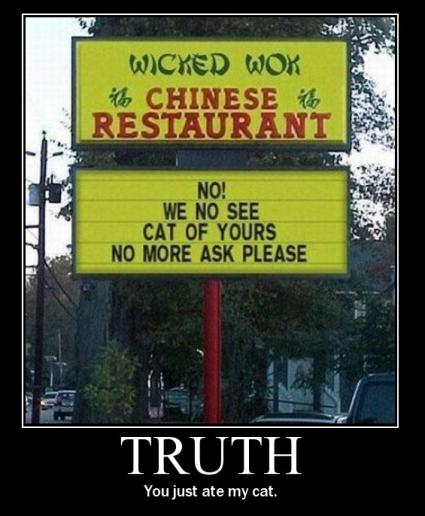 WICKED WOK
福 CHINESE 福
RESTAURANT
NO!
WE NO SEE
CAT OF YOURS
NO MORE ASK PLEASE
TRUTH
You just ate my cat.